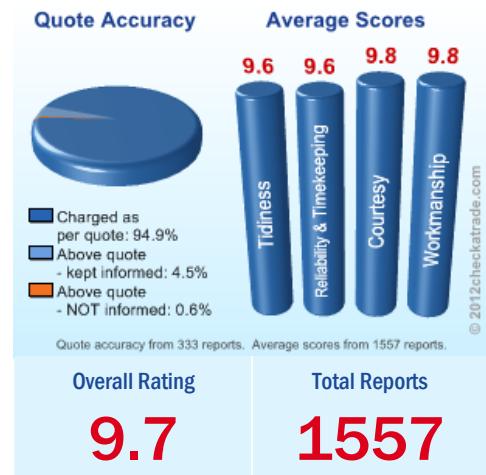 Quote Accuracy
Average Scores
9.6
9.6
9.8
9.8
Tidiness
Reliability & Timekeeping
Courtesy
Workmanship
Charged as
per quote: 94.9%
Above quote
- kept informed: 4.5%
Above quote
- NOT informed: 0.6%
© 2012checkatrade.com
Quote accuracy from 333 reports. Average scores from 1557 reports.
Overall Rating
Total Reports
9.7
1557